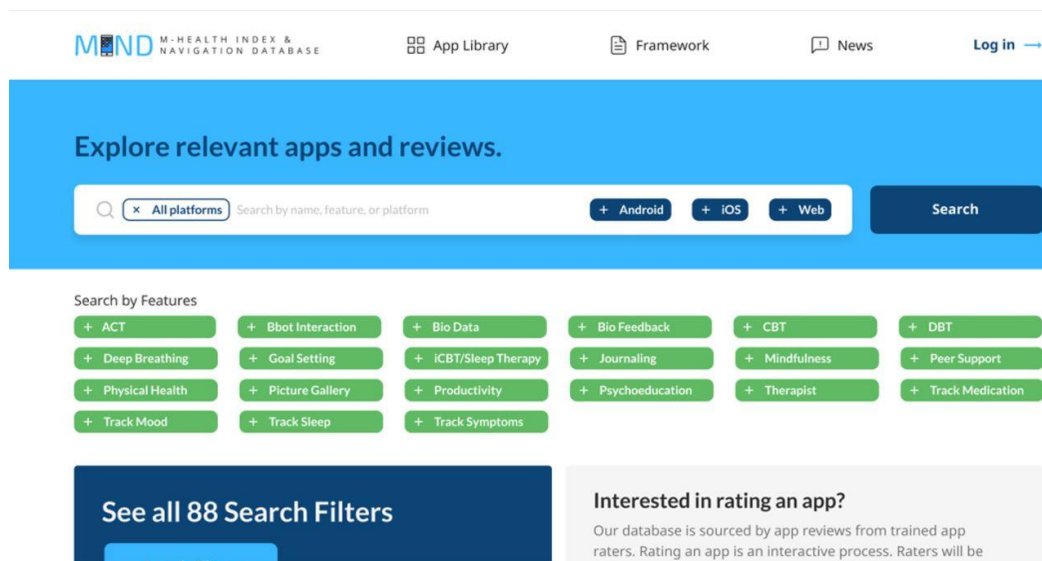 MIND M-HEALTH INDEX &
NAVIGATION DATABASE
App Library
Framework
News
Log in →
Explore relevant apps and reviews.
× All platforms Search by name, feature, or platform + Android + iOS + Web Search
Search by Features
+ ACT + Bbot Interaction + Bio Data + Bio Feedback + CBT + DBT
+ Deep Breathing + Goal Setting + iCBT/Sleep Therapy + Journaling + Mindfulness + Peer Support
+ Physical Health + Picture Gallery + Productivity + Psychoeducation + Therapist + Track Medication
+ Track Mood + Track Sleep + Track Symptoms
See all 88 Search Filters
Interested in rating an app?
Our database is sourced by app reviews from trained app
raters. Rating an app is an interactive process. Raters will be